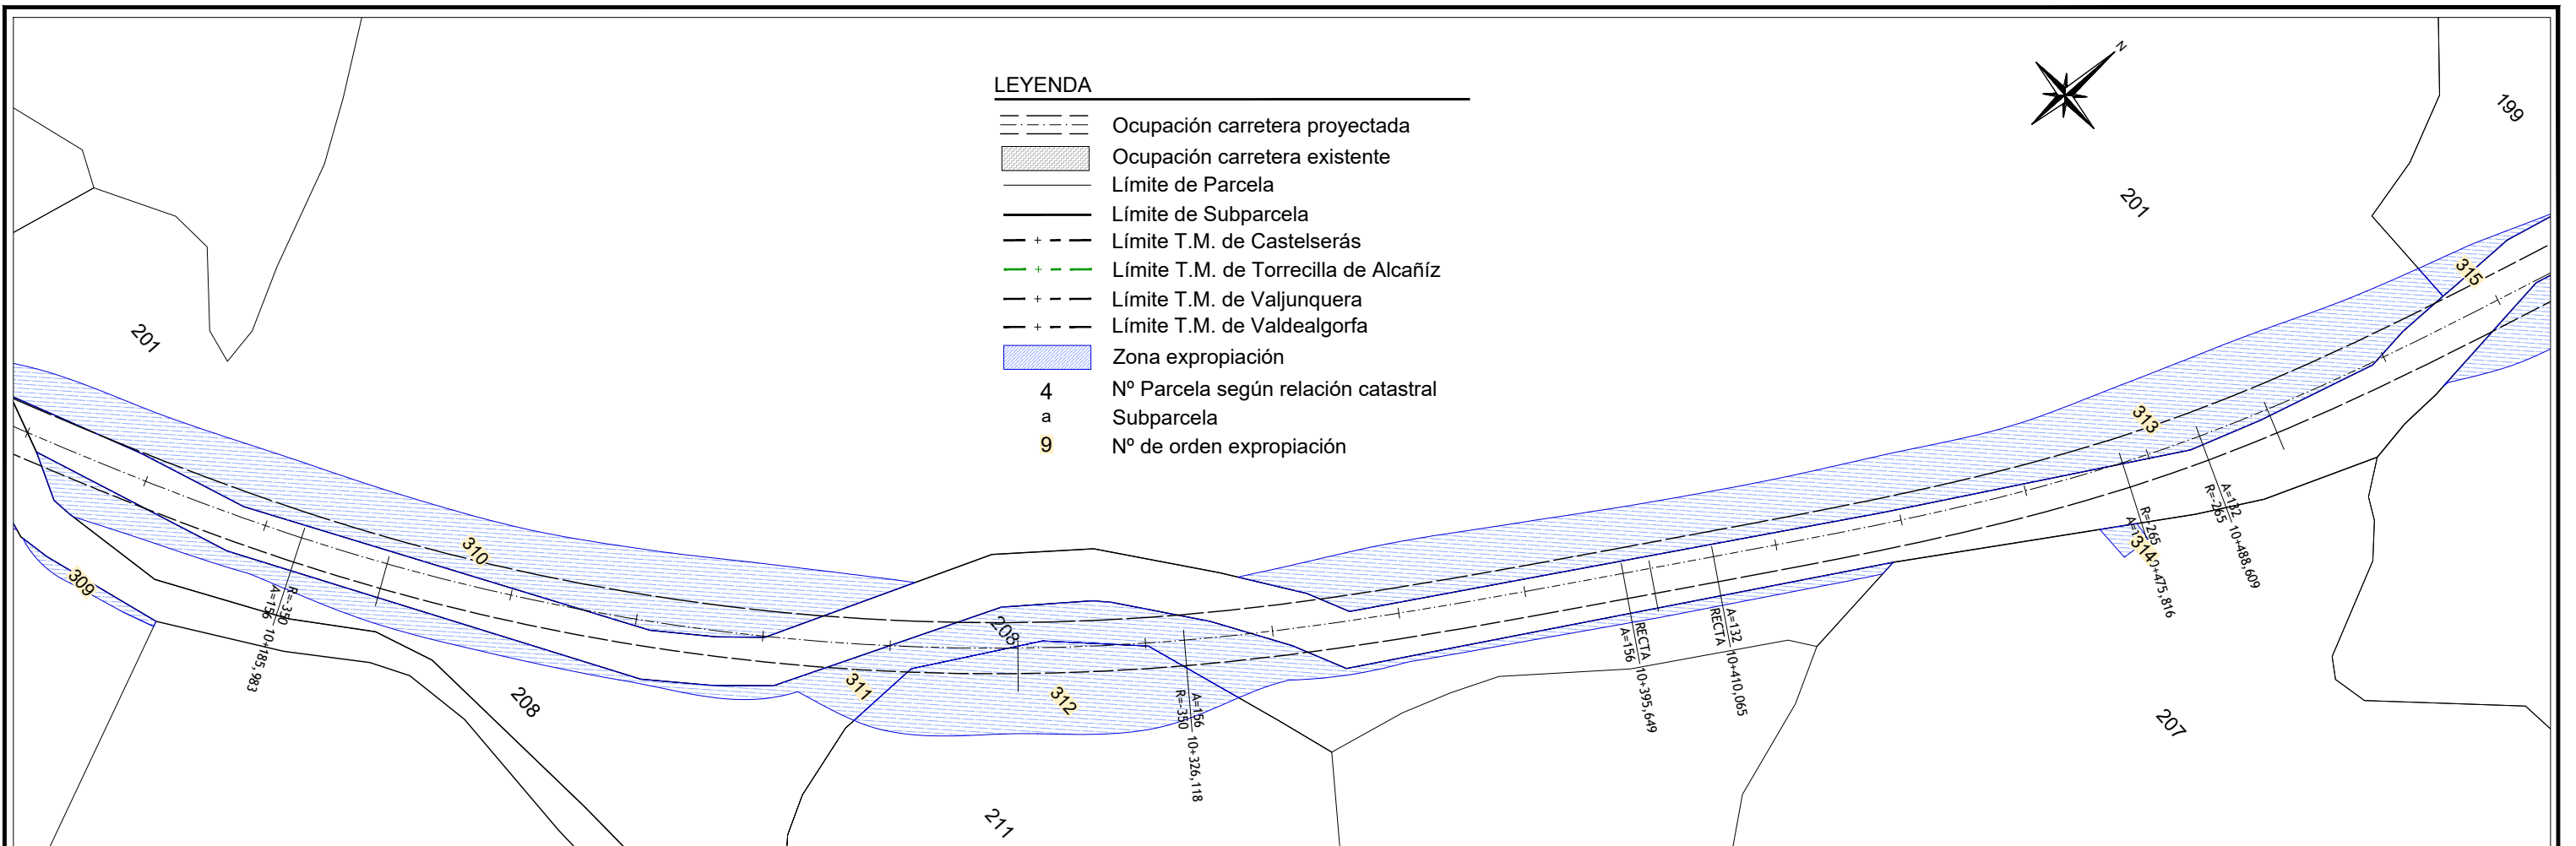 LEYENDA
Ocupación carretera proyectada
Ocupación carretera existente
Límite de Parcela
Límite de Subparcela
Límite T.M. de Castelserás
Límite T.M. de Torrecilla de Alcañíz
Límite T.M. de Valjunquera
Límite T.M. de Valdealgorfa
Zona expropiación
4 Nº Parcela según relación catastral
a Subparcela
9 Nº de orden expropiación
N
199
201
201
315
313
310
309
R=-350
A=156 10+185,983
208
208
311
312
A=156
R=-350 10+326,118
211
RECTA
A=156 10+395,649
A=132
RECTA 10+410,065
R=-265
314
10+475,816
A=132
R=-265 10+488,609
207